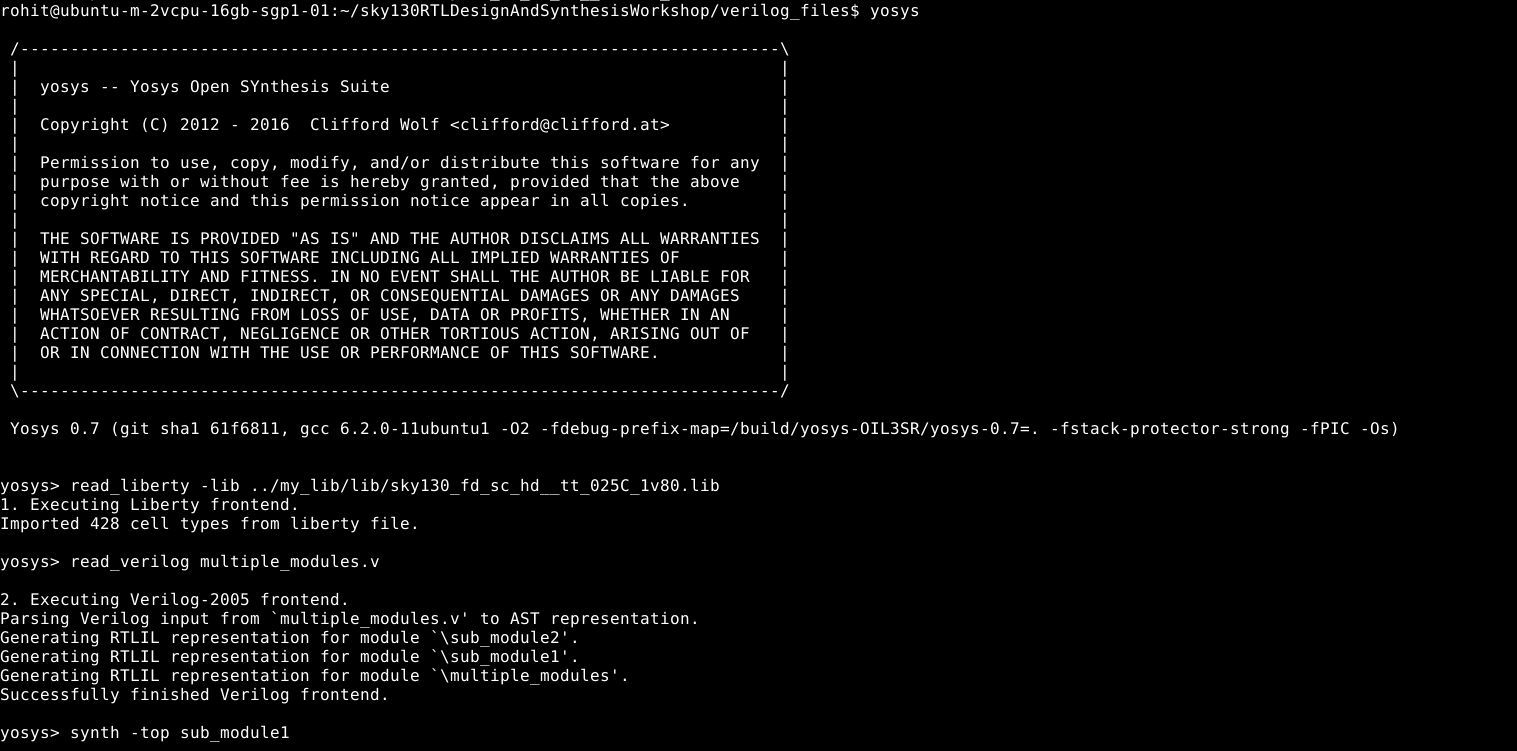 rohit@ubuntu-m-2vcpu-16gb-sgp1-01:~/sky130RTLDesignAndSynthesisWorkshop/verilog_files$ yosys
/----------------------------------------------------------------------------\
|                                                                            |
|  yosys -- Yosys Open SYnthesis Suite                                       |
|                                                                            |
|  Copyright (C) 2012 - 2016  Clifford Wolf <clifford@clifford.at>           |
|                                                                            |
|  Permission to use, copy, modify, and/or distribute this software for any  |
|  purpose with or without fee is hereby granted, provided that the above    |
|  copyright notice and this permission notice appear in all copies.         |
|                                                                            |
|  THE SOFTWARE IS PROVIDED "AS IS" AND THE AUTHOR DISCLAIMS ALL WARRANTIES  |
|  WITH REGARD TO THIS SOFTWARE INCLUDING ALL IMPLIED WARRANTIES OF          |
|  MERCHANTABILITY AND FITNESS. IN NO EVENT SHALL THE AUTHOR BE LIABLE FOR   |
|  ANY SPECIAL, DIRECT, INDIRECT, OR CONSEQUENTIAL DAMAGES OR ANY DAMAGES    |
|  WHATSOEVER RESULTING FROM LOSS OF USE, DATA OR PROFITS, WHETHER IN AN     |
|  ACTION OF CONTRACT, NEGLIGENCE OR OTHER TORTIOUS ACTION, ARISING OUT OF   |
|  OR IN CONNECTION WITH THE USE OR PERFORMANCE OF THIS SOFTWARE.            |
|                                                                            |
\----------------------------------------------------------------------------/
Yosys 0.7 (git sha1 61f6811, gcc 6.2.0-11ubuntu1 -O2 -fdebug-prefix-map=/build/yosys-OIL3SR/yosys-0.7=. -fstack-protector-strong -fPIC -Os)
yosys> read_liberty -lib ../my_lib/lib/sky130_fd_sc_hd__tt_025C_1v80.lib
1. Executing Liberty frontend.
Imported 428 cell types from liberty file.
yosys> read_verilog multiple_modules.v
2. Executing Verilog-2005 frontend.
Parsing Verilog input from `multiple_modules.v' to AST representation.
Generating RTLIL representation for module `\sub_module2'.
Generating RTLIL representation for module `\sub_module1'.
Generating RTLIL representation for module `\multiple_modules'.
Successfully finished Verilog frontend.
yosys> synth -top sub_module1